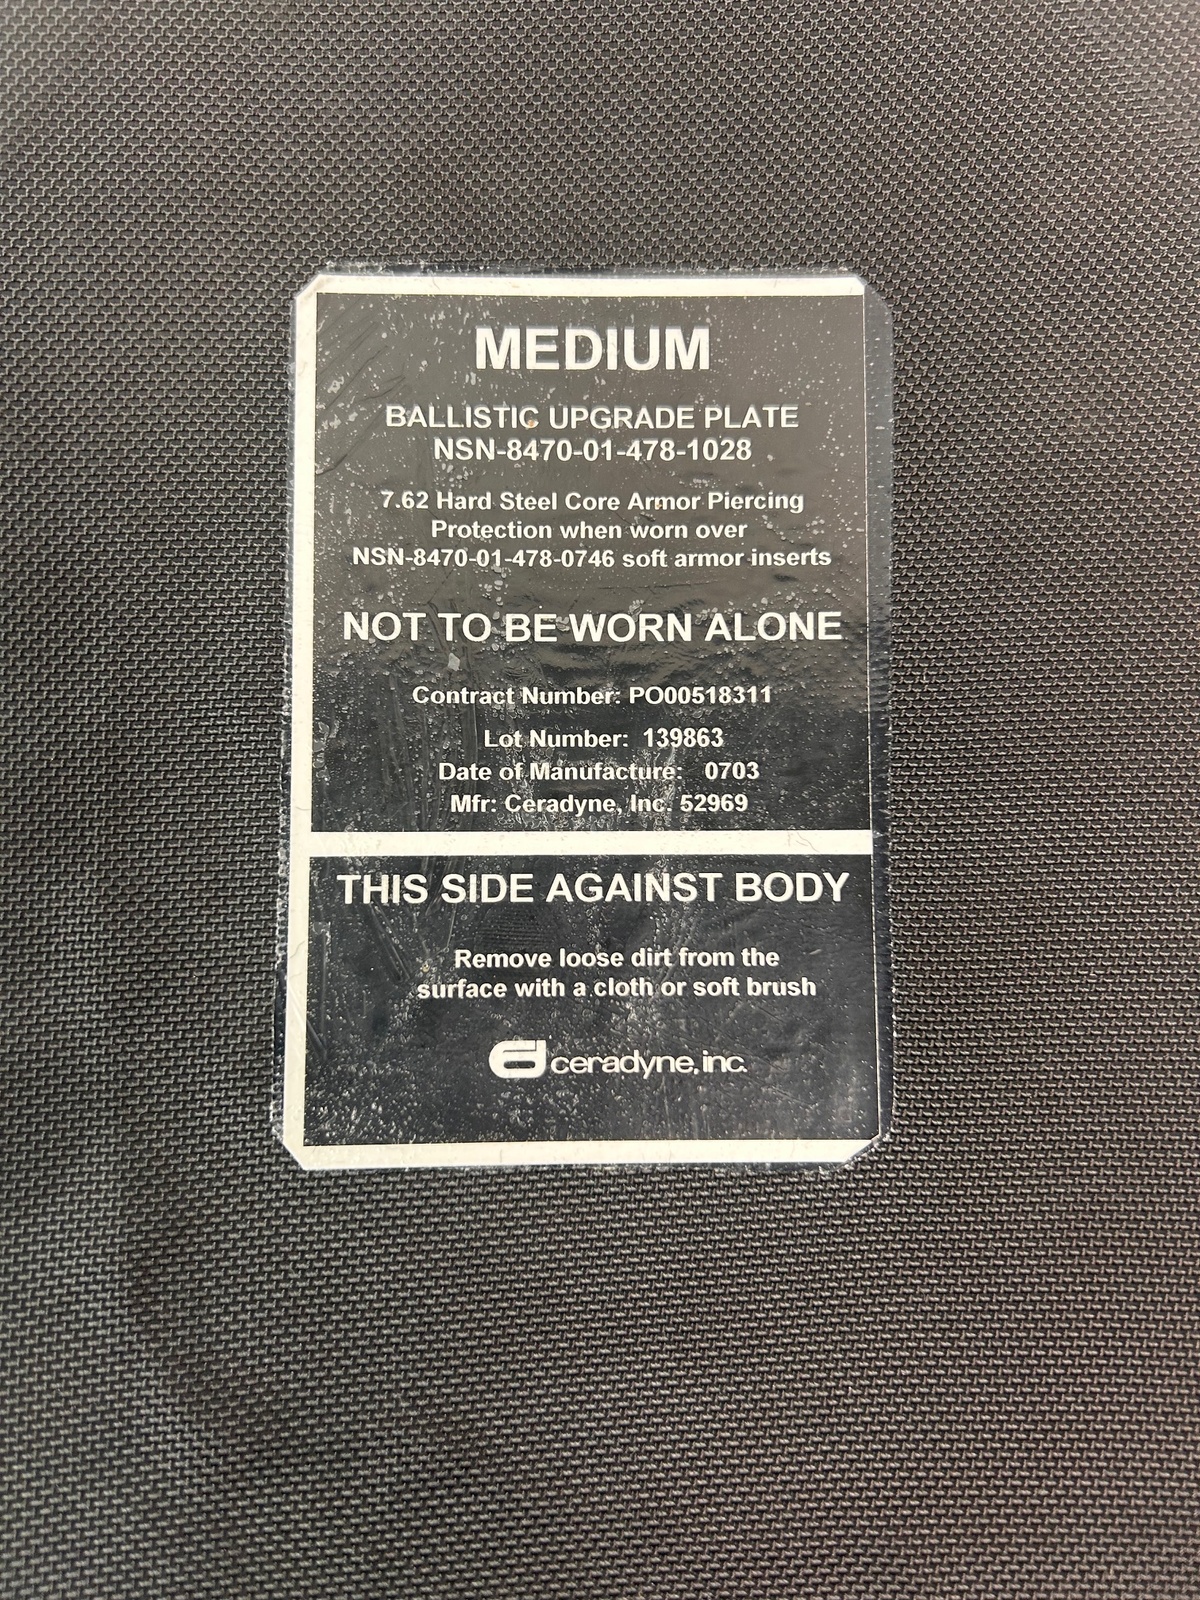 MEDIUM
BALLISTIC UPGRADE PLATE
NSN-8470-01-478-1028
7.62 Hard Steel Core Armor Piercing
Protection when worn over
NSN-8470-01-478-0746 soft armor inserts
NOT TO BE WORN ALONE
Contract Number: PO00518311
Lot Number: 139863
Date of Manufacture: 0703
Mfr: Ceradyne, Inc. 52969
THIS SIDE AGAINST BODY
Remove loose dirt from the
surface with a cloth or soft brush
ceradyne, inc.